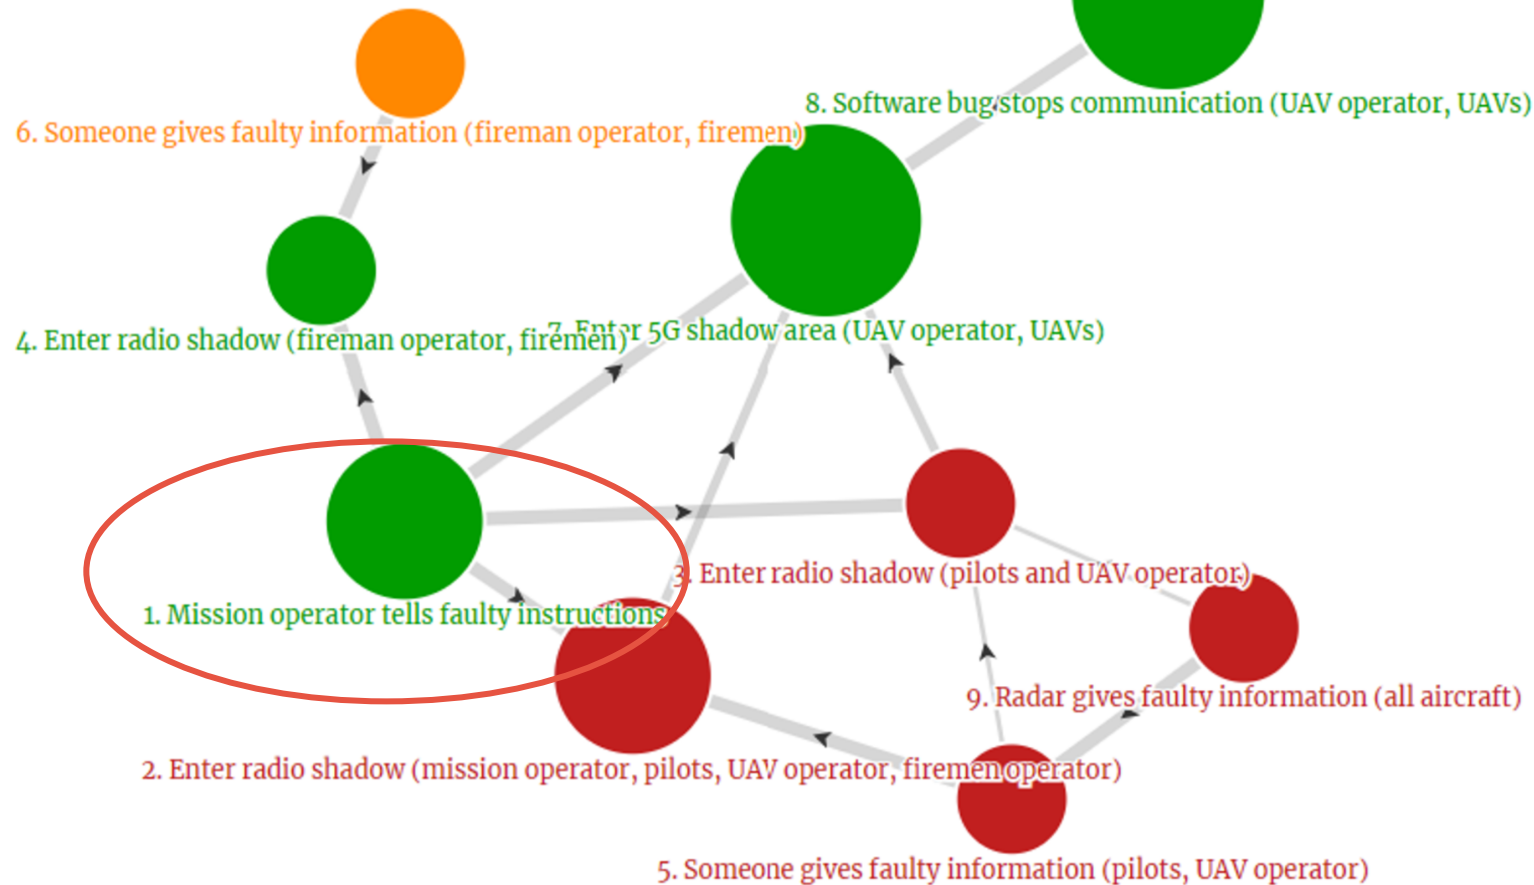 8. Software bug stops communication (UAV operator, UAVs)
6. Someone gives faulty information (fireman operator, firemen)
7. Enter 5G shadow area (UAV operator, UAVs)
4. Enter radio shadow (fireman operator, firemen)
3. Enter radio shadow (pilots and UAV operator)
1. Mission operator tells faulty instructions
9. Radar gives faulty information (all aircraft)
2. Enter radio shadow (mission operator, pilots, UAV operator, firemen operator)
5. Someone gives faulty information (pilots, UAV operator)